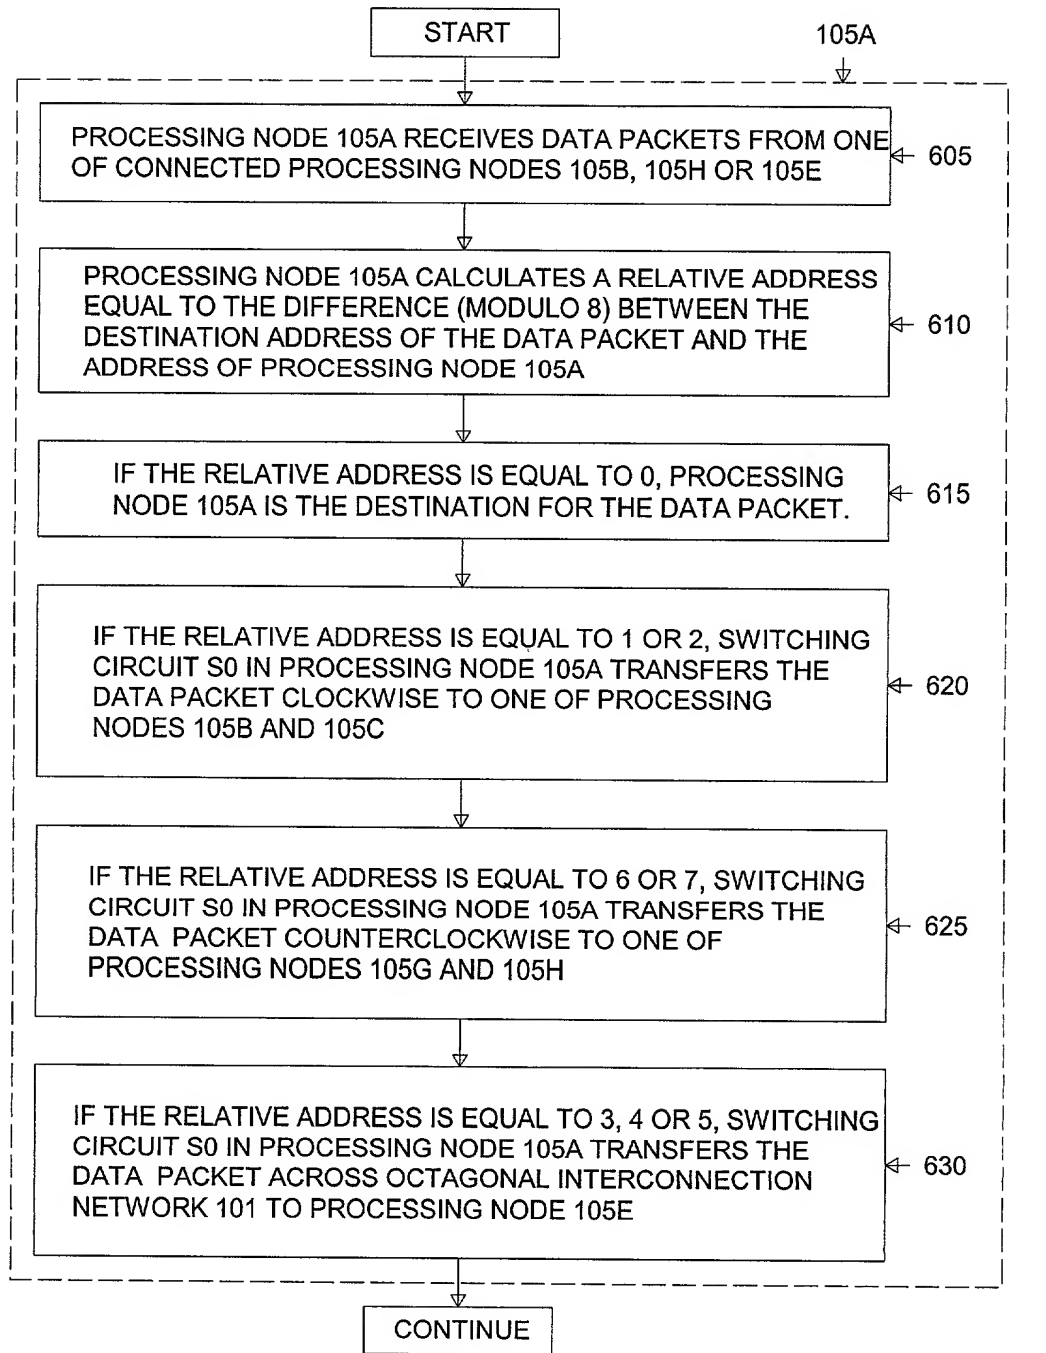 START
105A
PROCESSING NODE 105A RECEIVES DATA PACKETS FROM ONE
OF CONNECTED PROCESSING NODES 105B, 105H OR 105E
605
PROCESSING NODE 105A CALCULATES A RELATIVE ADDRESS
EQUAL TO THE DIFFERENCE (MODULO 8) BETWEEN THE
DESTINATION ADDRESS OF THE DATA PACKET AND THE
ADDRESS OF PROCESSING NODE 105A
610
IF THE RELATIVE ADDRESS IS EQUAL TO 0, PROCESSING
NODE 105A IS THE DESTINATION FOR THE DATA PACKET.
615
IF THE RELATIVE ADDRESS IS EQUAL TO 1 OR 2, SWITCHING
CIRCUIT S0 IN PROCESSING NODE 105A TRANSFERS THE
DATA PACKET CLOCKWISE TO ONE OF PROCESSING
NODES 105B AND 105C
620
IF THE RELATIVE ADDRESS IS EQUAL TO 6 OR 7, SWITCHING
CIRCUIT S0 IN PROCESSING NODE 105A TRANSFERS THE
DATA PACKET COUNTERCLOCKWISE TO ONE OF
PROCESSING NODES 105G AND 105H
625
IF THE RELATIVE ADDRESS IS EQUAL TO 3, 4 OR 5, SWITCHING
CIRCUIT S0 IN PROCESSING NODE 105A TRANSFERS THE
DATA PACKET ACROSS OCTAGONAL INTERCONNECTION
NETWORK 101 TO PROCESSING NODE 105E
630
CONTINUE